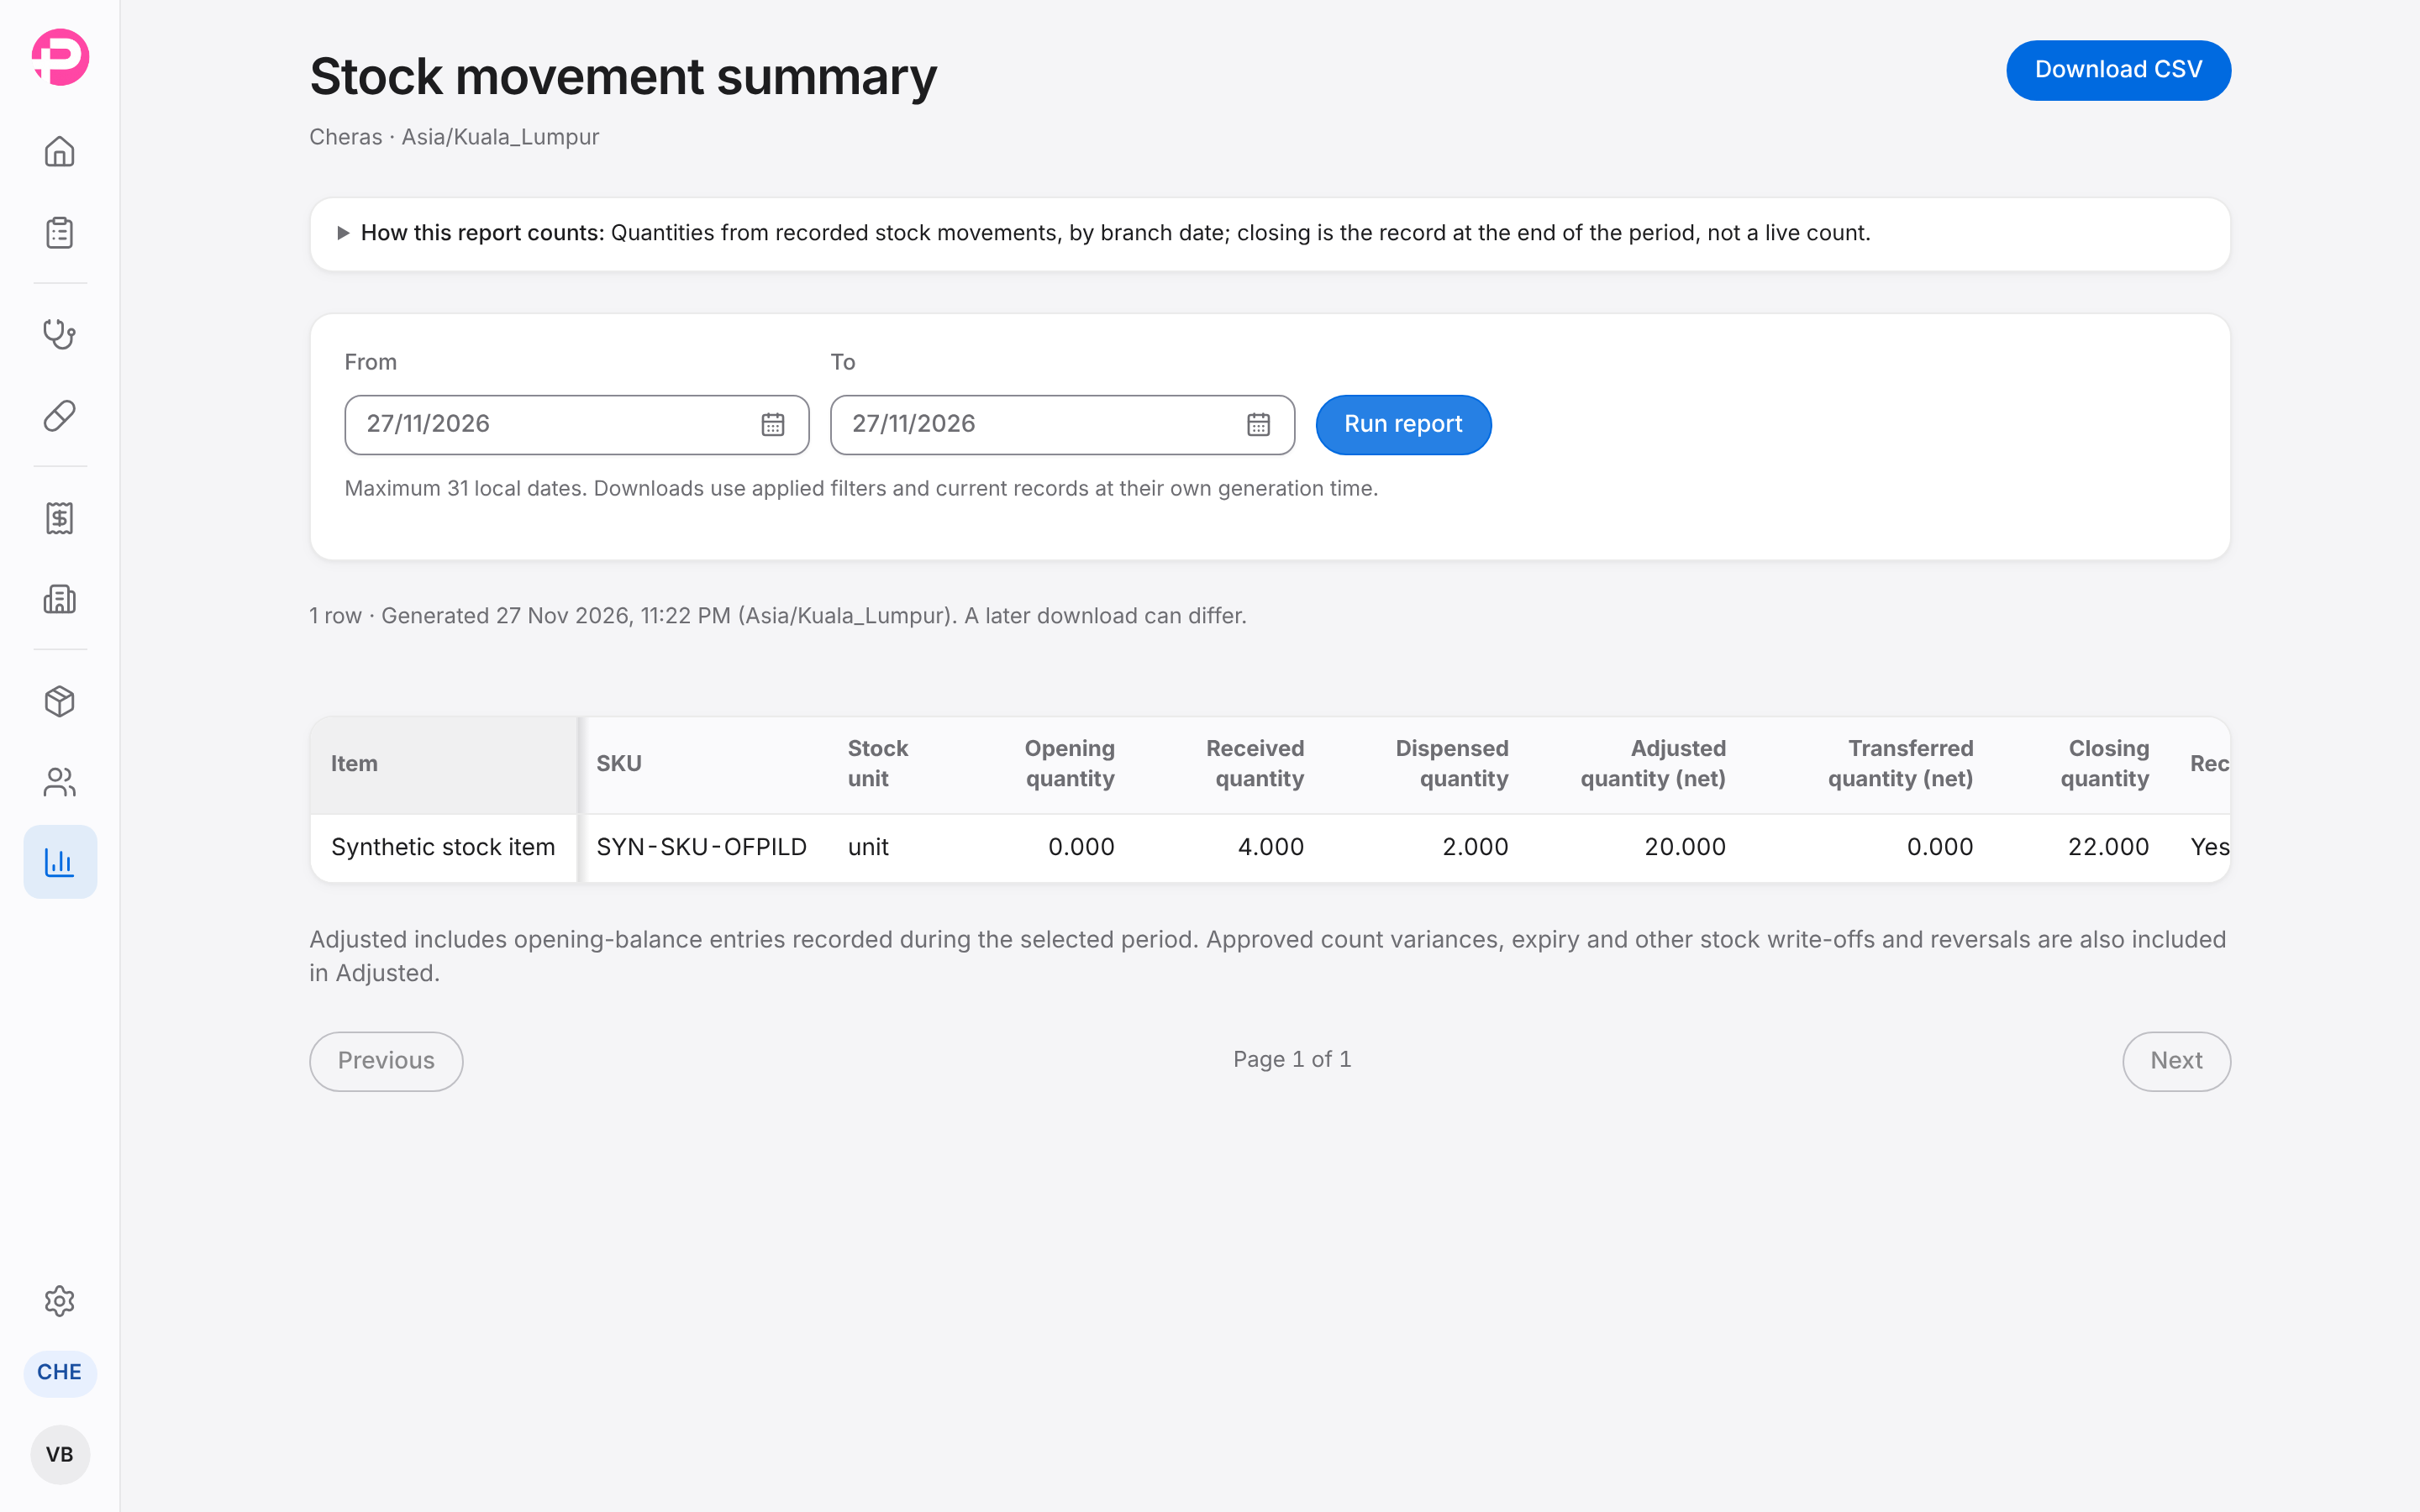 Stock movement summary
Download CSV
Cheras · Asia/Kuala_Lumpur
How this report counts: Quantities from recorded stock movements, by branch date; closing is the record at the end of the period, not a live count.
From
To
27/11/2026
27/11/2026
Run report
Maximum 31 local dates. Downloads use applied filters and current records at their own generation time.
1 row · Generated 27 Nov 2026, 11:22 PM (Asia/Kuala_Lumpur). A later download can differ.
Item
SKU
Stock unit
Opening quantity
Received quantity
Dispensed quantity
Adjusted quantity (net)
Transferred quantity (net)
Closing quantity
Rec
Synthetic stock item
SYN-SKU-OFPILD
unit
0.000
4.000
2.000
20.000
0.000
22.000
Yes
Adjusted includes opening-balance entries recorded during the selected period. Approved count variances, expiry and other stock write-offs and reversals are also included
in Adjusted.
Previous
Page 1 of 1
Next
CHE
VB